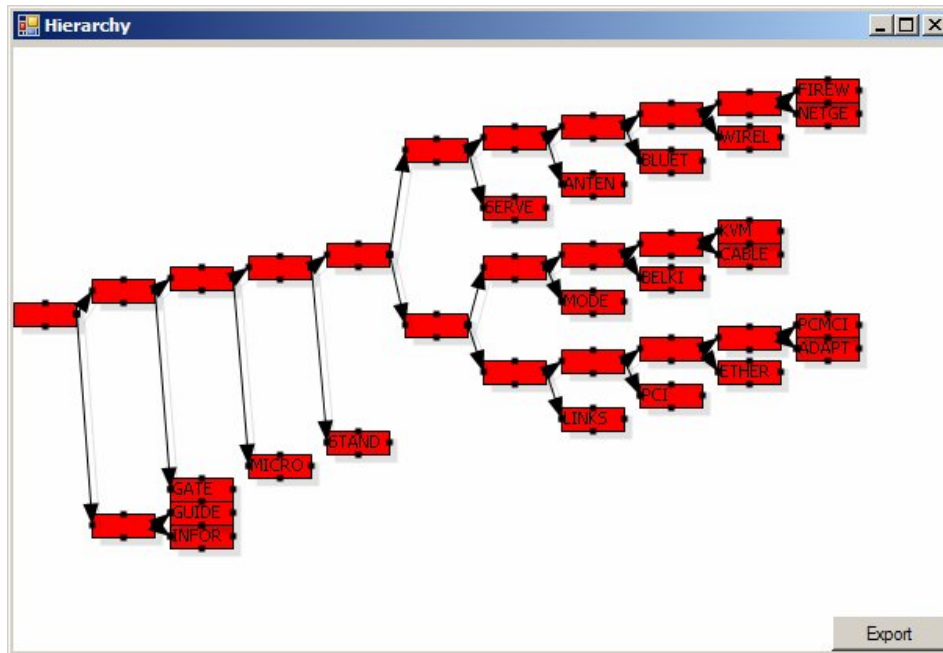 Hierarchy
FIREW
NETGE
WIREL
BLUET
ANTEN
SERVE
KVM
CABLE
BELKI
MODE
PCMCI
ADAPT
ETHER
PCI
LINKS
STAND
MICRO
GATE
GUIDE
INFOR
Export